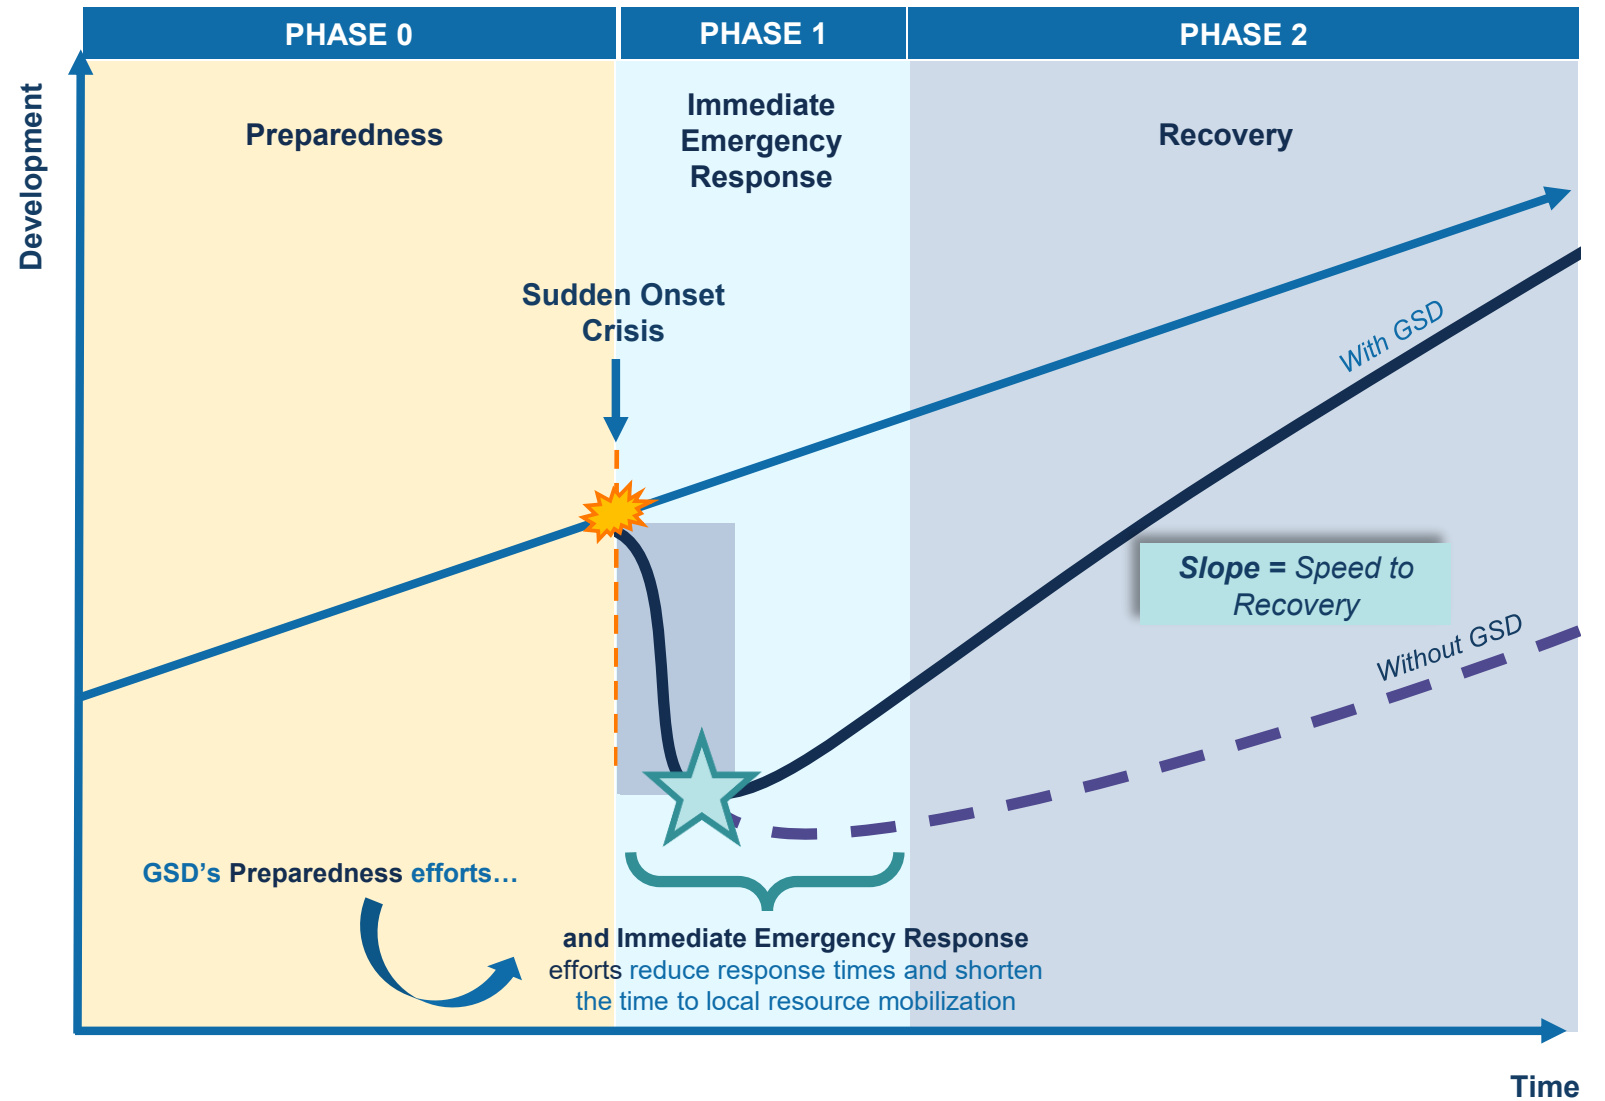 PHASE 0
PHASE 1
PHASE 2
Development
Preparedness
Immediate
Emergency
Response
Recovery
Sudden Onset
Crisis
With GSD
Slope = Speed to
Recovery
Without GSD
GSD's Preparedness efforts…
and Immediate Emergency Response
efforts reduce response times and shorten
the time to local resource mobilization
Time